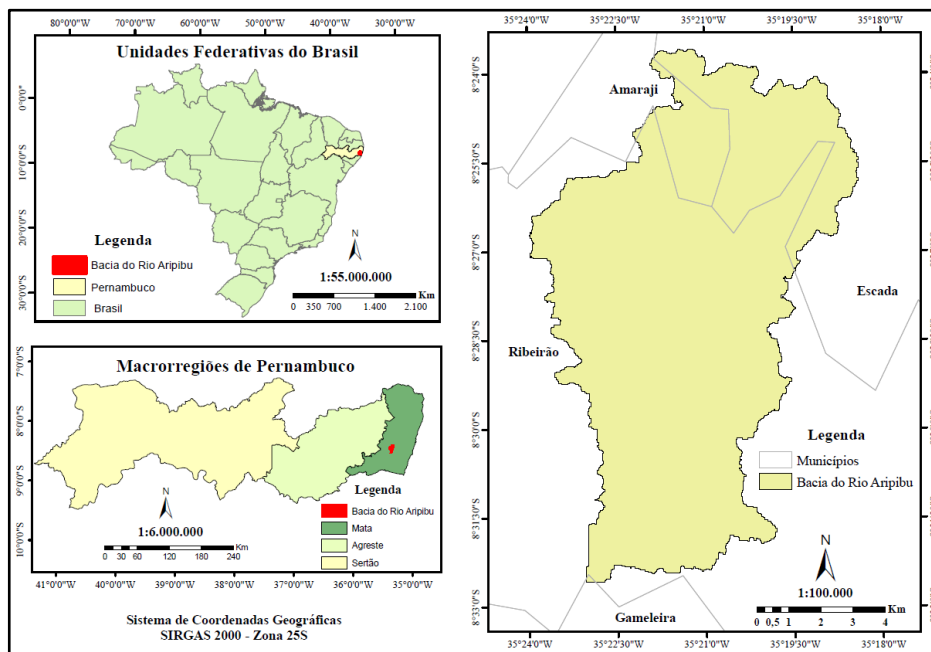 80°0'0"W 70°0'0"W 60°0'0"W 50°0'0"W 40°0'0"W 30°0'0"W
Unidades Federativas do Brasil
0°0'0"
10°0'0"S
20°0'0"S
30°0'0"S
Legenda
Bacia do Rio Aripibu
Pernambuco
Brasil
N
1:55.000.000
Km
0 350 700 1.400 2.100
Macrorregiões de Pernambuco
7°0'0"S
8°0'0"S
9°0'0"S
10°0'0"S
N
1:6.000.000
Km
0 30 60 120 180 240
Legenda
Bacia do Rio Aripibu
Mata
Agreste
Sertão
41°0'0"W 40°0'0"W 39°0'0"W 38°0'0"W 37°0'0"W 36°0'0"W 35°0'0"W
Sistema de Coordenadas Geográficas
SIRGAS 2000 - Zona 25S
35°24'0"W 35°22'30"W 35°21'0"W 35°19'30"W 35°18'0"W
8°24'0"S
8°25'30"S
8°27'0"S
8°28'30"S
8°30'0"S
8°31'30"S
8°33'0"S
Amaraji
Escada
Ribeirão
Legenda
Municípios
Bacia do Rio Aripibu
N
1:100.000
Km
0 0,5 1 2 3 4
Gameleira
35°24'0"W 35°22'30"W 35°21'0"W 35°19'30"W 35°18'0"W